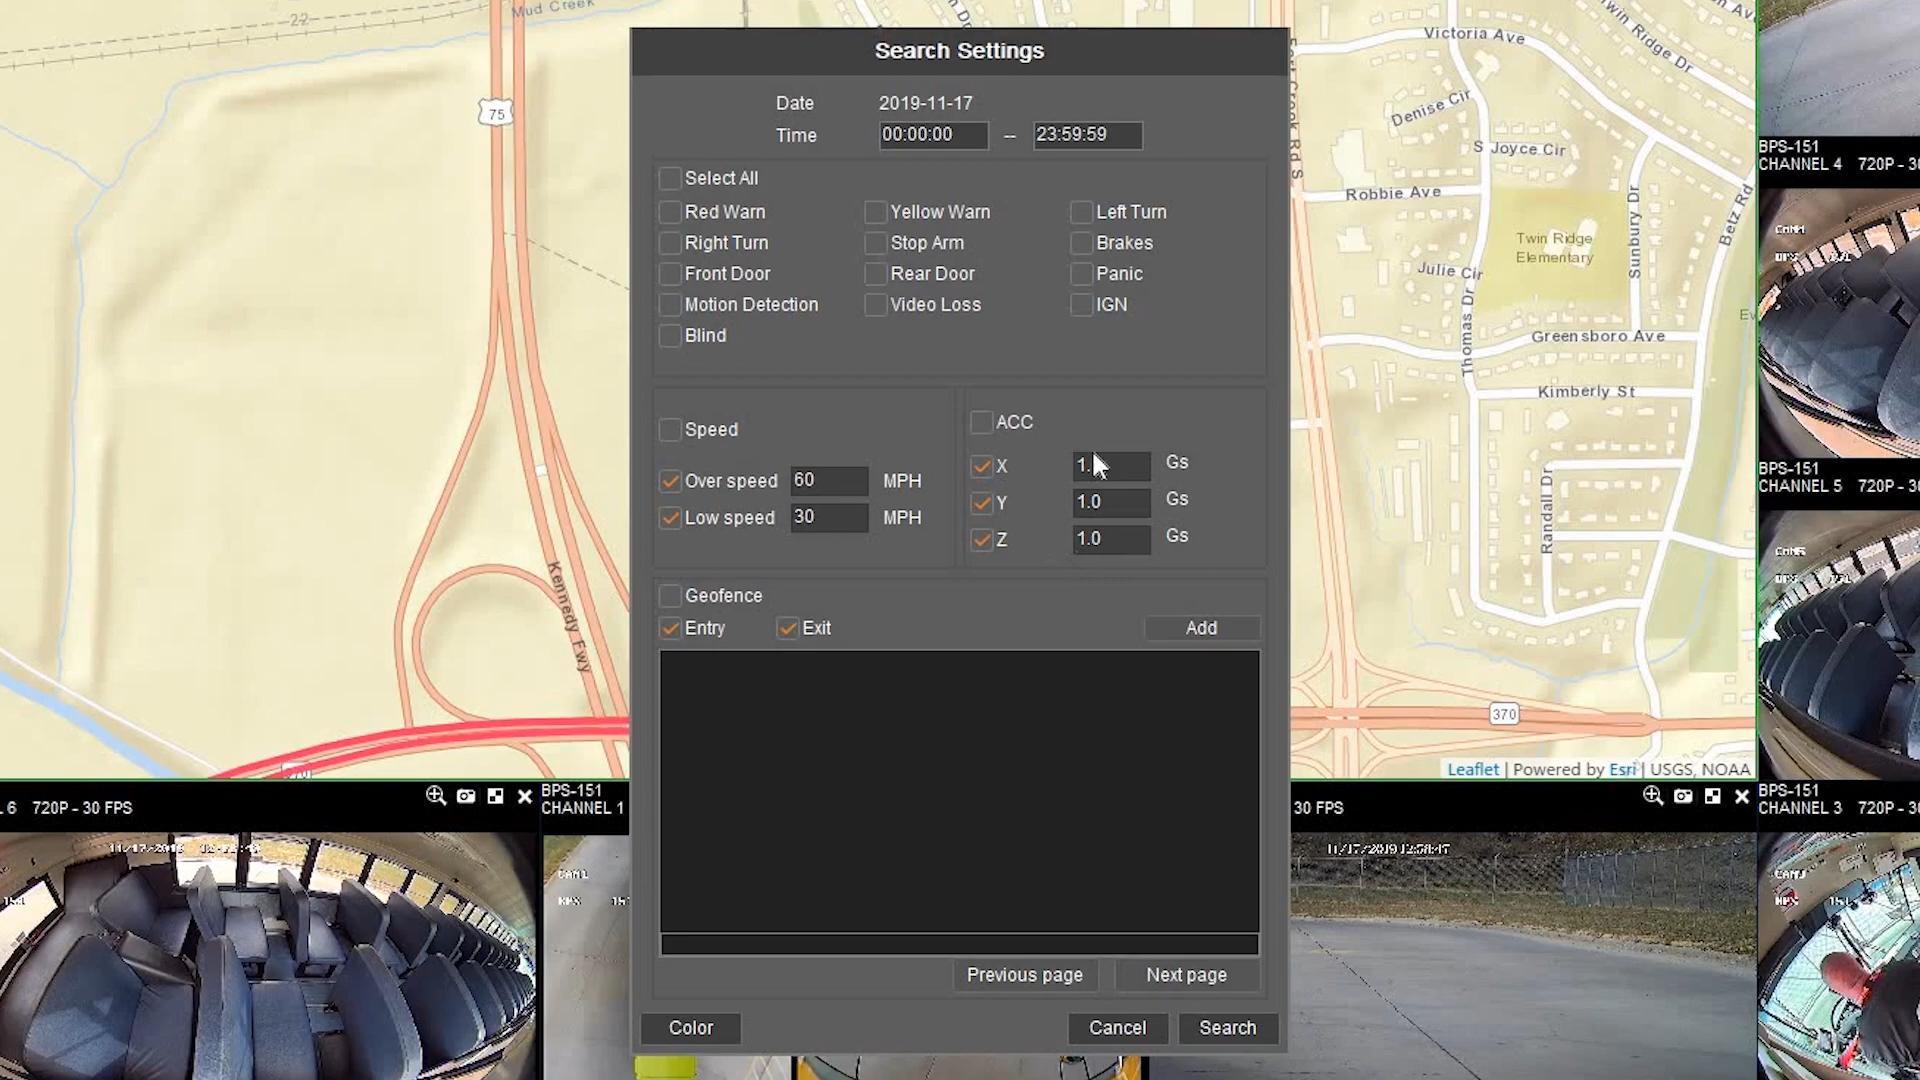 Search Settings
Date 2019-11-17
Time 00:00:00 -- 23:59:59
Select All
Red Warn Yellow Warn Left Turn
Right Turn Stop Arm Brakes
Front Door Rear Door Panic
Motion Detection Video Loss IGN
Blind
Speed
Over speed 60 MPH
Low speed 30 MPH
ACC
X 1. Gs
Y 1.0 Gs
Z 1.0 Gs
Geofence
Entry Exit Add
Previous page Next page
Color Cancel Search
22
Mud Creek
75
Kennedy Fwy
Victoria Ave
Twin Ridge Dr
Denise Cir
S Joyce Cir
Robbie Ave
Twin Ridge
Elementary
Sunbury Dr
Betz Rd
Julie Cir
Thomas Dr
Greensboro Ave
Kimberly St
Randall Dr
370
Leaflet | Powered by Esri | USGS, NOAA
BPS-151
CHANNEL 4 720P - 30
BPS-151
CHANNEL 5 720P - 30
BPS-151
CHANNEL 3 720P - 30
6 720P - 30 FPS
BPS-151
CHANNEL 1
30 FPS
11/17/2019 12:58:47
CAM1